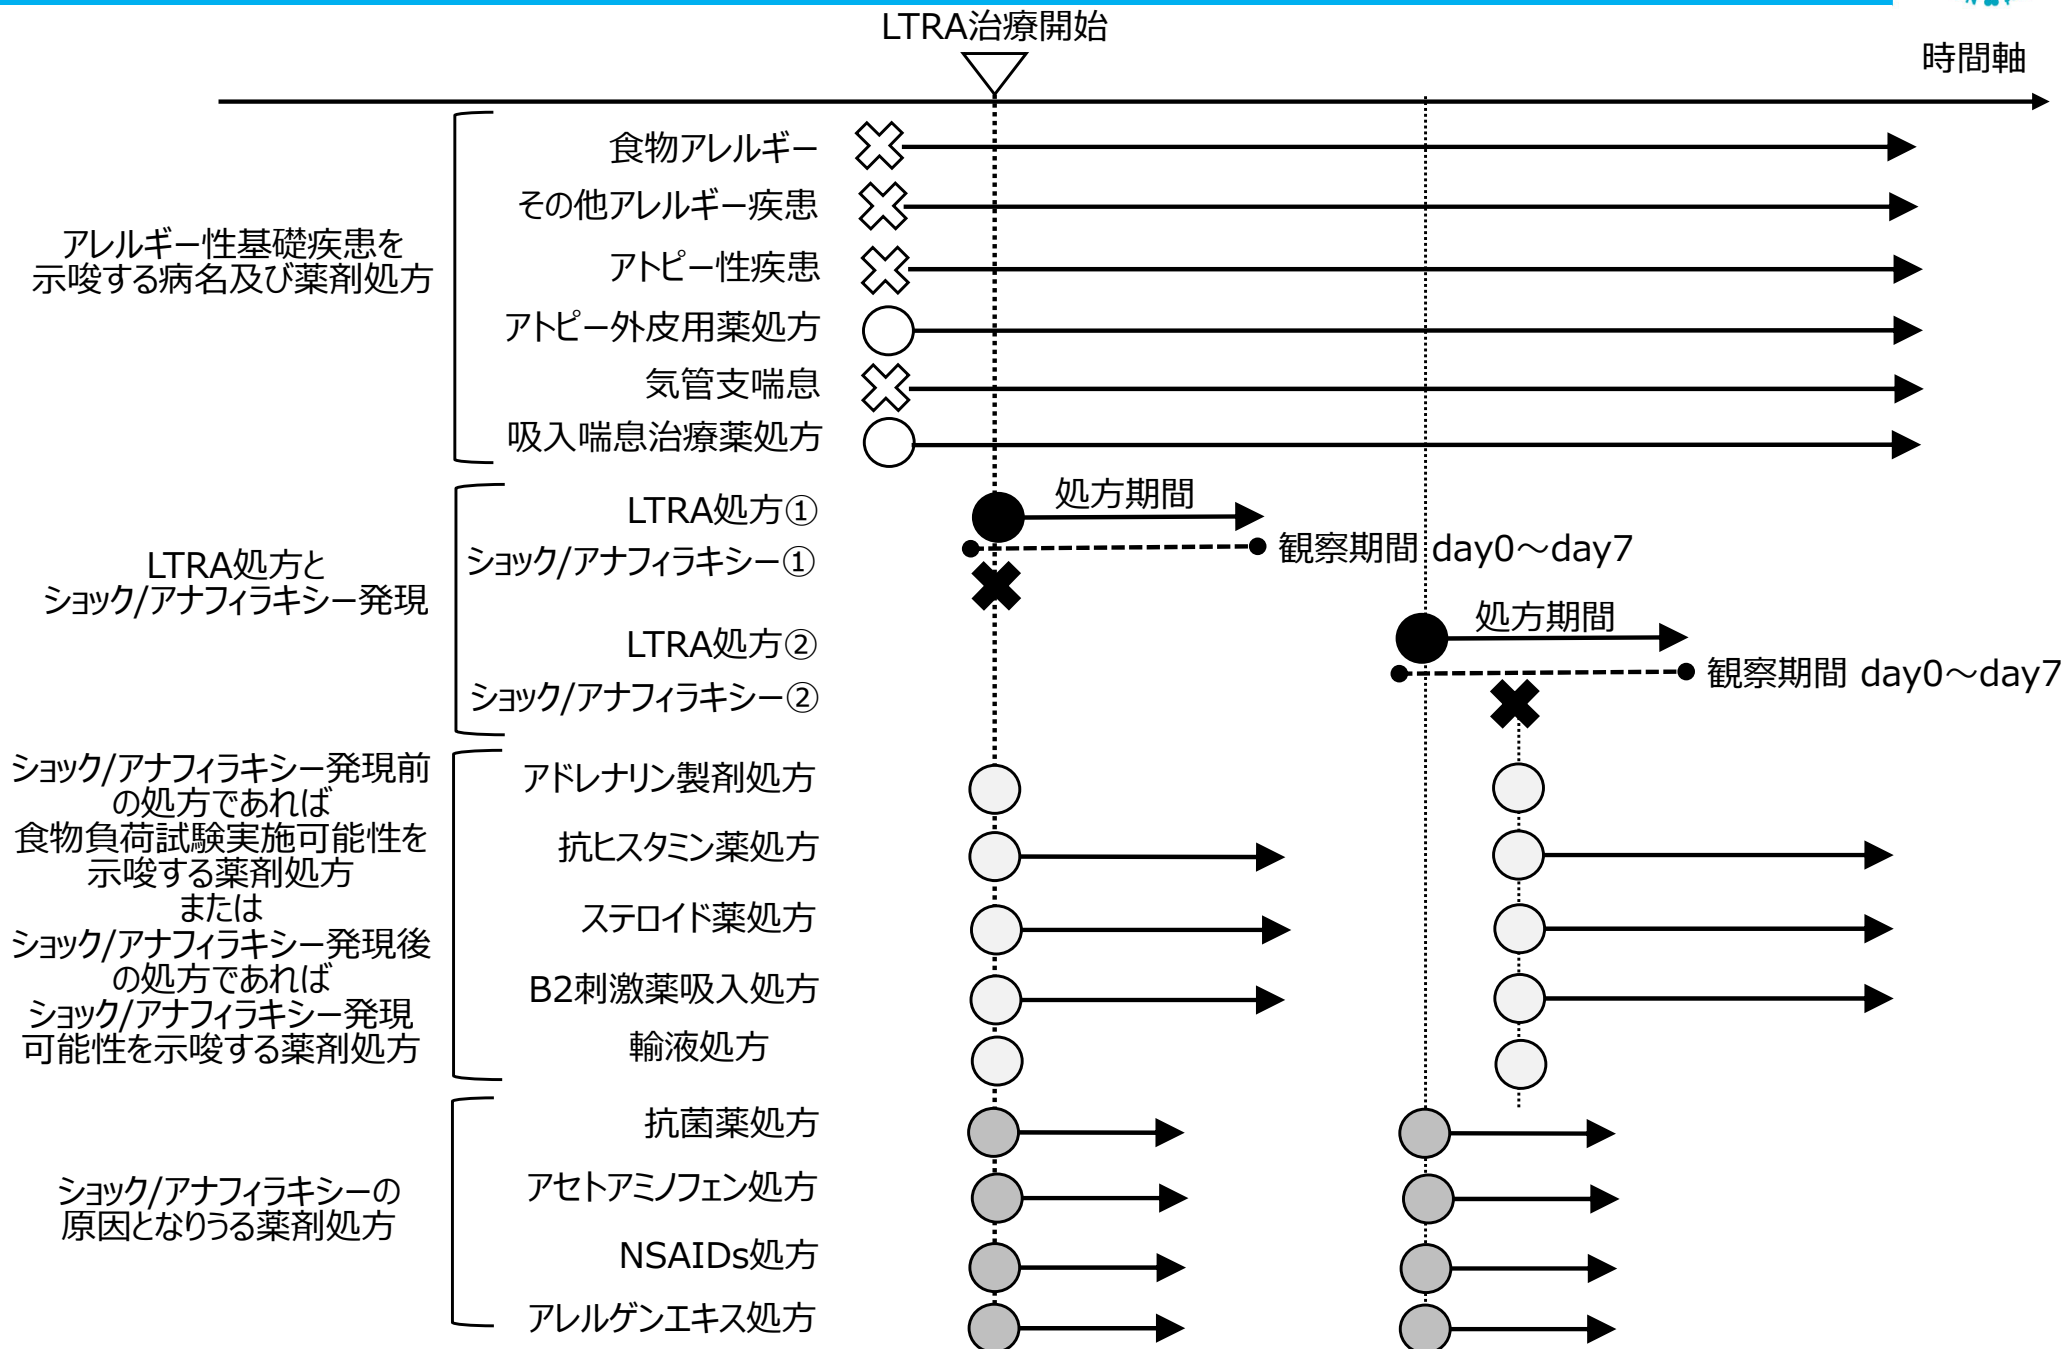 LTRA治療開始
時間軸
アレルギー性基礎疾患を
示唆する病名及び薬剤処方
食物アレルギー
その他アレルギー疾患
アトピー性疾患
アトピー外皮用薬処方
気管支喘息
吸入喘息治療薬処方
LTRA処方と
ショック/アナフィラキシー発現
LTRA処方①
処方期間
ショック/アナフィラキシー①
観察期間 day0～day7
LTRA処方②
処方期間
ショック/アナフィラキシー②
観察期間 day0～day7
ショック/アナフィラキシー発現前
の処方であれば
食物負荷試験実施可能性を
示唆する薬剤処方
または
ショック/アナフィラキシー発現後
の処方であれば
ショック/アナフィラキシー発現
可能性を示唆する薬剤処方
アドレナリン製剤処方
抗ヒスタミン薬処方
ステロイド薬処方
B2刺激薬吸入処方
輸液処方
ショック/アナフィラキシーの
原因となりうる薬剤処方
抗菌薬処方
アセトアミノフェン処方
NSAIDs処方
アレルゲンエキス処方